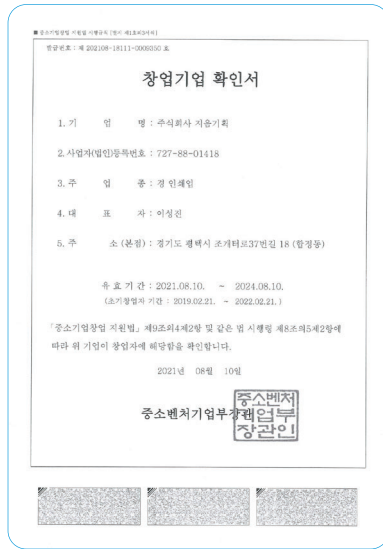 ■ 중소기업창업 지원법 시행규칙 [별지 제1호의3서식]
발급번호 : 제 202108-18111-0009350 호
창업기업 확인서
1. 기 업 명 : 주식회사 지음기획
2. 사업자(법인)등록번호 : 727-88-01418
3. 주 업 종 : 경 인쇄업
4. 대 표 자 : 이성진
5. 주 소 (본점) : 경기도 평택시 조개터로37번길 18 (합정동)
유 효 기 간 : 2021.08.10. ~ 2024.08.10.
(초기창업자 기간 : 2019.02.21. ~ 2022.02.21.)
「중소기업창업 지원법」 제9조의4제2항 및 같은 법 시행령 제8조의5제2항에
따라 위 기업이 창업자에 해당함을 확인합니다.
2021년 08월 10일
중소벤처기업부장관
중소벤처
기업부
장관인